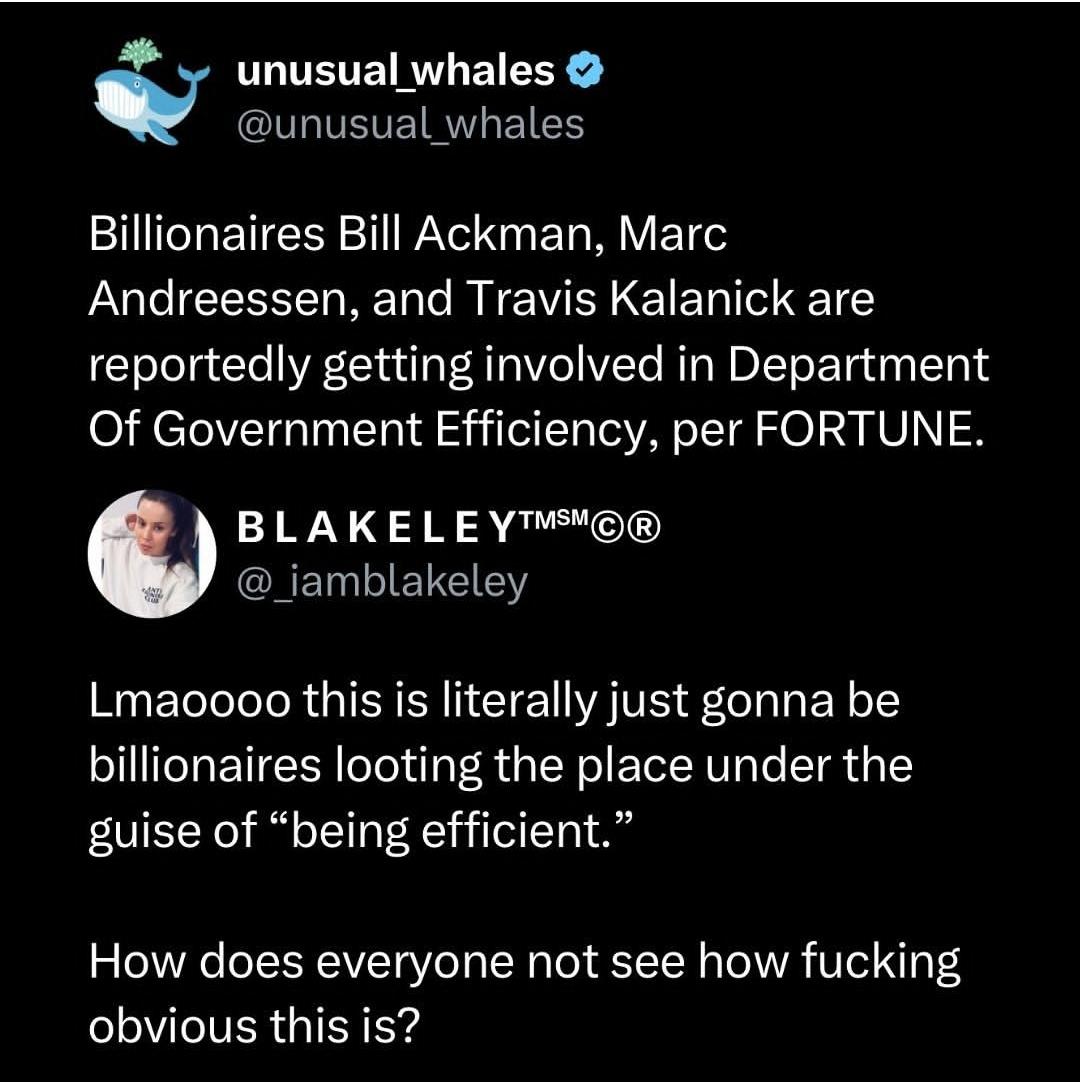 unusual_whales
@unusual_whales
Billionaires Bill Ackman, Marc
Andreessen, and Travis Kalanick are
reportedly getting involved in Department
Of Government Efficiency, per FORTUNE.
B L A K E L E Y™℠©®
@_iamblakeley
Lmaoooo this is literally just gonna be
billionaires looting the place under the
guise of “being efficient.”
How does everyone not see how fucking
obvious this is?